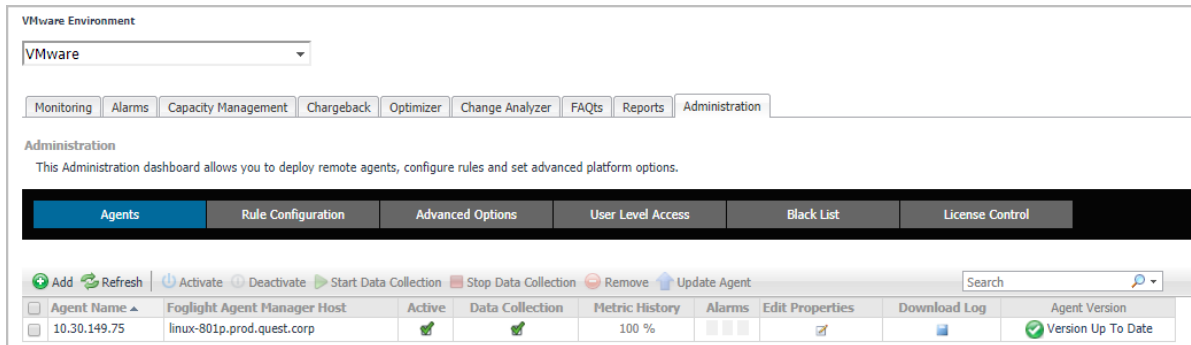 VMware Environment
VMware
Monitoring Alarms Capacity Management Chargeback Optimizer Change Analyzer FAQts Reports Administration
Administration
This Administration dashboard allows you to deploy remote agents, configure rules and set advanced platform options.
Agents Rule Configuration Advanced Options User Level Access Black List License Control
Add Refresh Activate Deactivate Start Data Collection Stop Data Collection Remove Update Agent Search
Agent Name Foglight Agent Manager Host Active Data Collection Metric History Alarms Edit Properties Download Log Agent Version
10.30.149.75 linux-801p.prod.quest.corp 100 % Version Up To Date